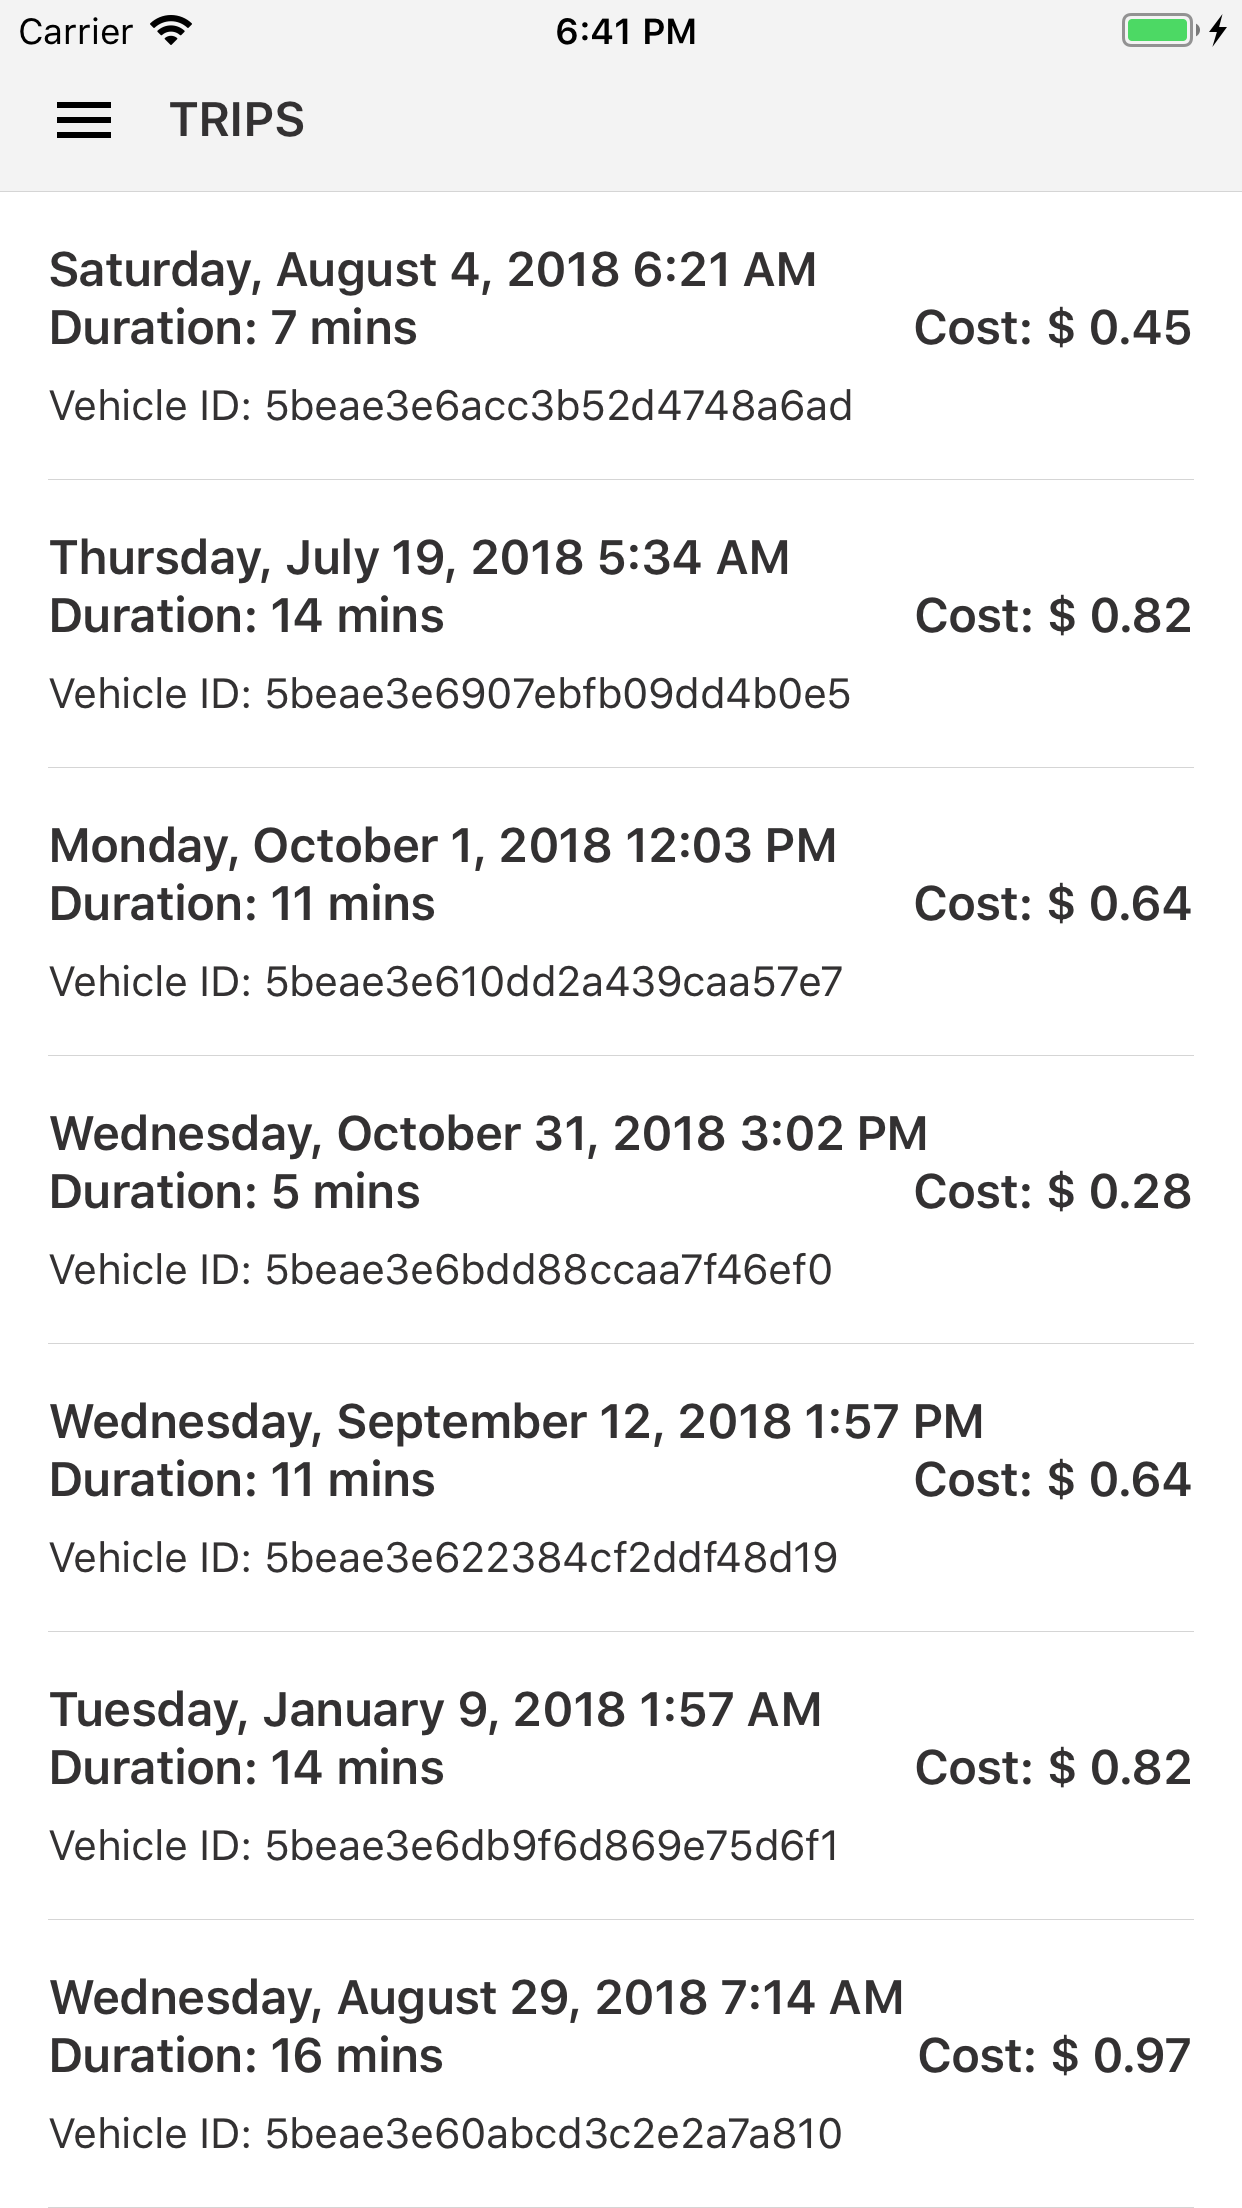 Carrier 6:41 PM
TRIPS
Saturday, August 4, 2018 6:21 AM
Duration: 7 mins Cost: $ 0.45
Vehicle ID: 5beae3e6acc3b52d4748a6ad
Thursday, July 19, 2018 5:34 AM
Duration: 14 mins Cost: $ 0.82
Vehicle ID: 5beae3e6907ebfb09dd4b0e5
Monday, October 1, 2018 12:03 PM
Duration: 11 mins Cost: $ 0.64
Vehicle ID: 5beae3e610dd2a439caa57e7
Wednesday, October 31, 2018 3:02 PM
Duration: 5 mins Cost: $ 0.28
Vehicle ID: 5beae3e6bdd88ccaa7f46ef0
Wednesday, September 12, 2018 1:57 PM
Duration: 11 mins Cost: $ 0.64
Vehicle ID: 5beae3e622384cf2ddf48d19
Tuesday, January 9, 2018 1:57 AM
Duration: 14 mins Cost: $ 0.82
Vehicle ID: 5beae3e6db9f6d869e75d6f1
Wednesday, August 29, 2018 7:14 AM
Duration: 16 mins Cost: $ 0.97
Vehicle ID: 5beae3e60abcd3c2e2a7a810